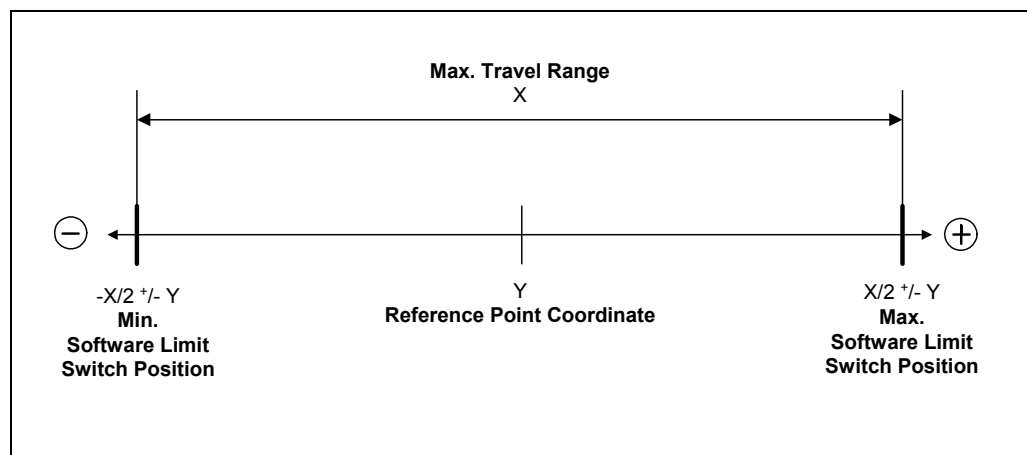 Max. Travel Range
X
− +
-X/2 +/- Y
Min.
Software Limit
Switch Position
Y
Reference Point Coordinate
X/2 +/- Y
Max.
Software Limit
Switch Position